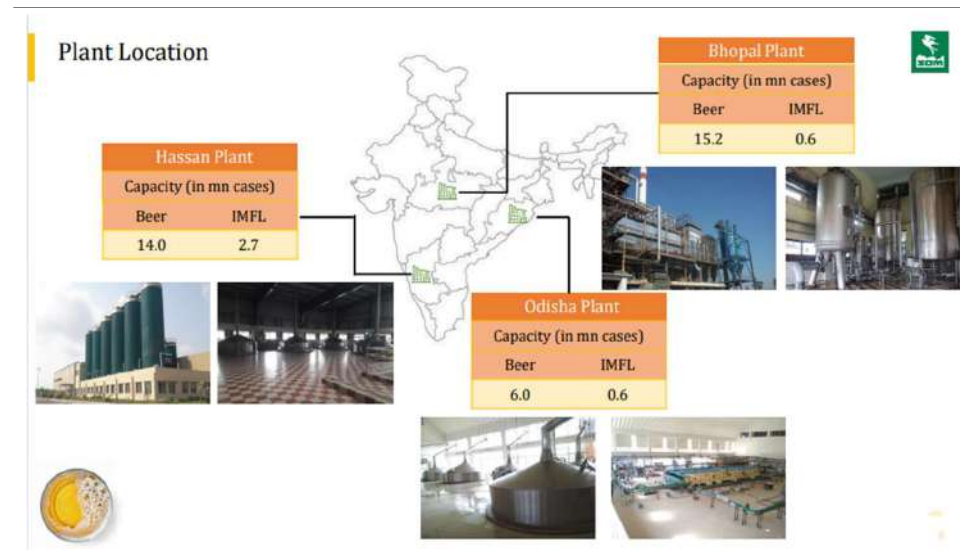 Plant Location
Bhopal Plant
Capacity (in mn cases)
Beer IMFL
15.2 0.6
Hassan Plant
Capacity (in mn cases)
Beer IMFL
14.0 2.7
Odisha Plant
Capacity (in mn cases)
Beer IMFL
6.0 0.6
SOM